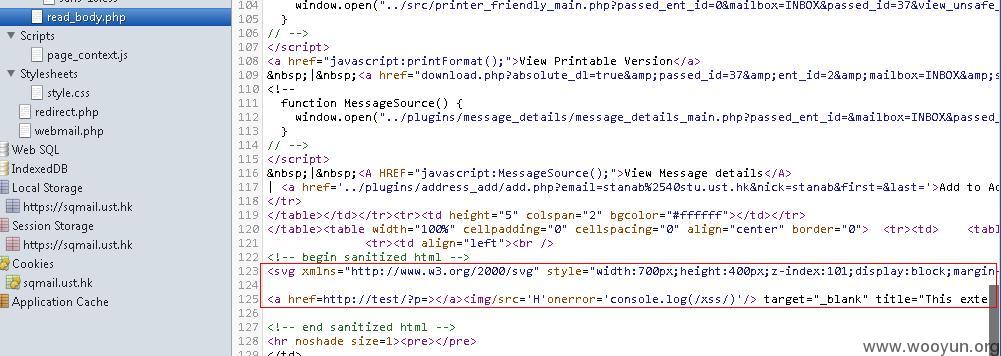 read_body.php
Scripts
page_context.js
Stylesheets
style.css
redirect.php
webmail.php
Web SQL
IndexedDB
Local Storage
https://sqmail.ust.hk
Session Storage
https://sqmail.ust.hk
Cookies
sqmail.ust.hk
Application Cache
104
105 window.open("../src/printer_friendly_main.php?passed_ent_id=0&mailbox=INBOX&passed_id=37&view_unsafe_
106 }
106 // -->
107 </script>
108 <a href="javascript:printFormat();">View Printable Version</a>
109 &nbsp;|&nbsp;<a href="download.php?absolute_dl=true&amp;passed_id=37&amp;ent_id=2&amp;mailbox=INBOX&amp;s
110 <!--
111 function MessageSource() {
112 window.open("../plugins/message_details/message_details_main.php?passed_ent_id=&mailbox=INBOX&passed_
113 }
114 // -->
115 </script>
116 &nbsp;|&nbsp;<A HREF="javascript:MessageSource();">View Message details</A>
117 | <a href='../plugins/address_add/add.php?email=stanab%2540stu.ust.hk&nick=stanab&first=&last='>Add to Ad
118 </tr>
119 </table></td></tr><tr><td height="5" colspan="2" bgcolor="#ffffff"></td></tr>
120 </table><table width="100%" cellpadding="0" cellspacing="0" align="center" border="0"> <tr><td> <tab
121 <tr><td align="left"><br />
122 <!-- begin sanitized html -->
123 <svg xmlns="http://www.w3.org/2000/svg" style="width:700px;height:400px;z-index:101;display:block;margin-
124
125 <a href=http://test/?p=></a><img/src='H'onerror='console.log(/xss/)'/> target="_blank" title="This exte
126
127 <!-- end sanitized html -->
128 <hr noshade size=1><pre></pre>
129 </td>
www.wooyun.org